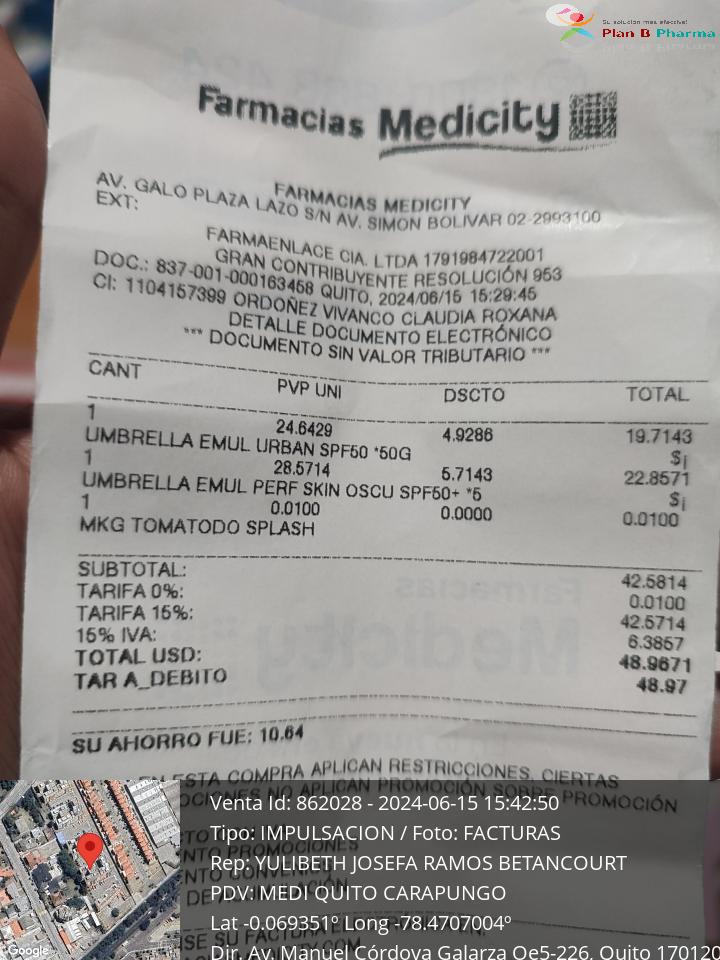 Su solución más efectiva!
Plan B Pharma
Farmacias Medicity
FARMACIAS MEDICITY
AV. GALO PLAZA LAZO S/N AV. SIMON BOLIVAR 02-2993100
EXT:
FARMAENLACE CIA. LTDA 1791984722001
GRAN CONTRIBUYENTE RESOLUCIÓN 953
DOC.: 837-001-000163458 QUITO, 2024/06/15 15:29:45
CI: 1104157399 ORDOÑEZ VIVANCO CLAUDIA ROXANA
DETALLE DOCUMENTO ELECTRÓNICO
*** DOCUMENTO SIN VALOR TRIBUTARIO ***
CANT PVP UNI DSCTO TOTAL
1 24.6429 4.9286 19.7143
UMBRELLA EMUL URBAN SPF50 *50G $¡
1 28.5714 5.7143 22.8571
UMBRELLA EMUL PERF SKIN OSCU SPF50+ *5 $¡
1 0.0100 0.0000 0.0100
MKG TOMATODO SPLASH
SUBTOTAL: 42.5814
TARIFA 0%: 0.0100
TARIFA 15%: 42.5714
15% IVA: 6.3857
TOTAL USD: 48.9671
TAR A_DEBITO 48.97
SU AHORRO FUE: 10.64
ESTA COMPRA APLICAN RESTRICCIONES, CIERTAS
NO APLICAN PROMOCIÓN SOBRE PROMOCIÓN
Venta Id: 862028 - 2024-06-15 15:42:50
Tipo: IMPULSACION / Foto: FACTURAS
Rep: YULIBETH JOSEFA RAMOS BETANCOURT
PDV: MEDI QUITO CARAPUNGO
Lat -0.069351º Long -78.4707004º
Dir. Av. Manuel Córdova Galarza Oe5-226, Quito 170120
Google